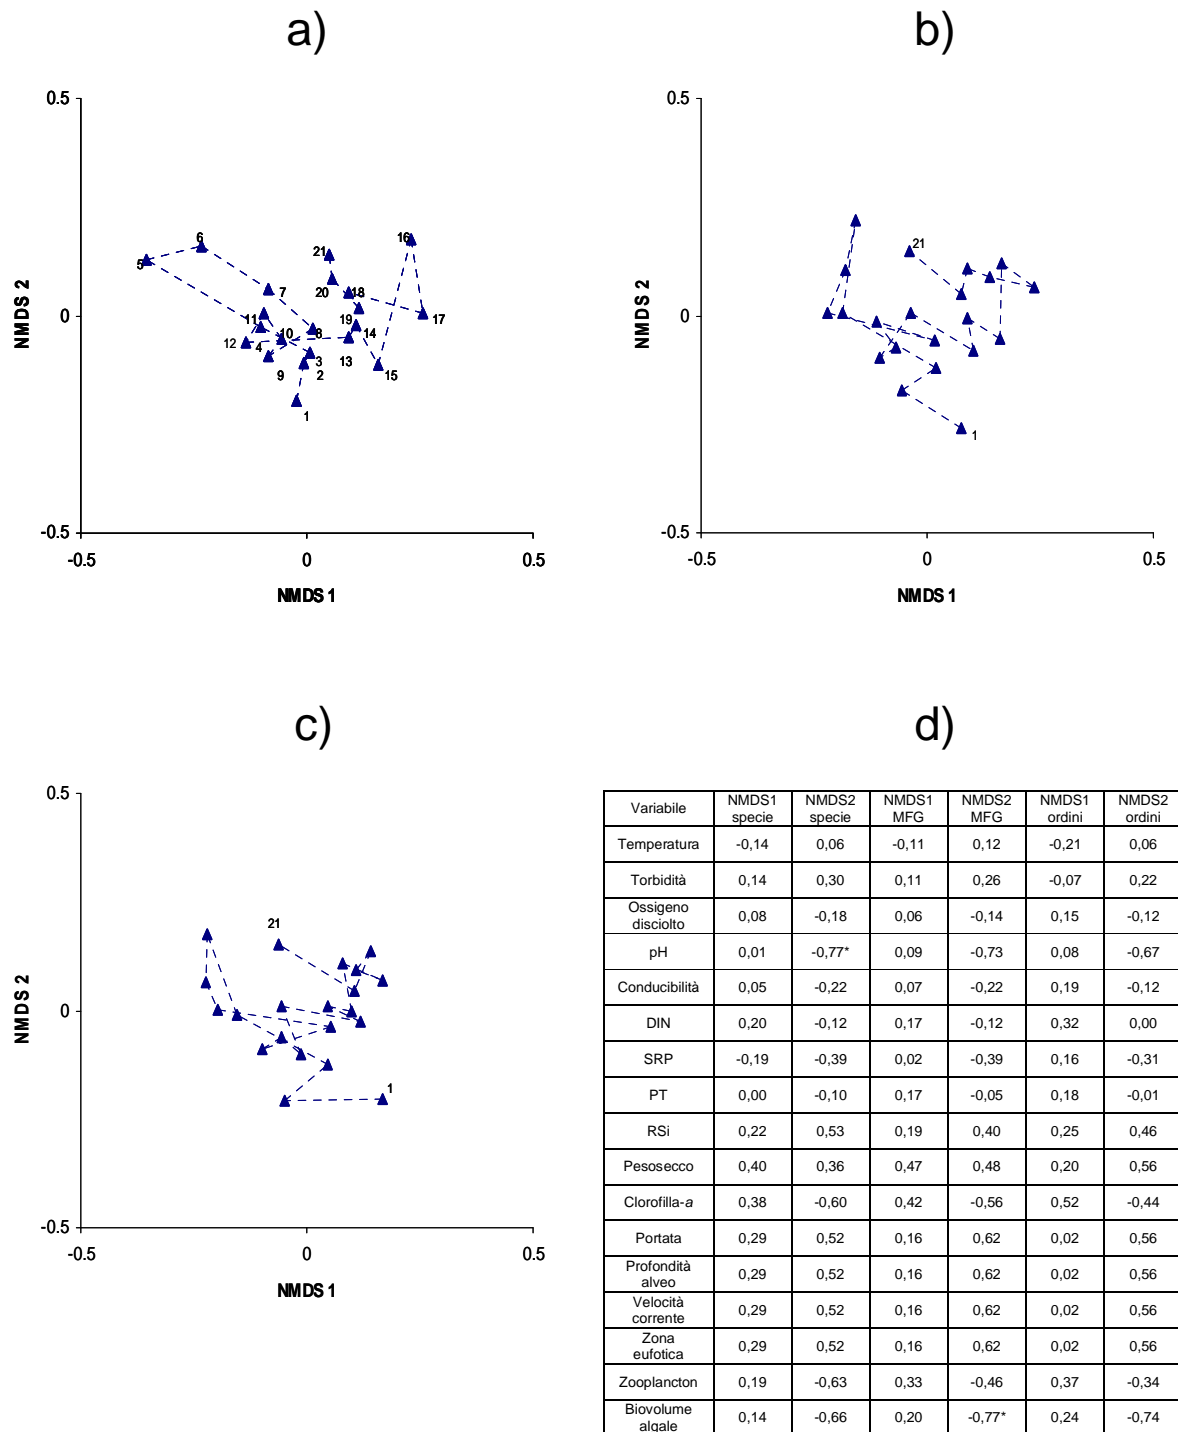 a)
0.5
0
-0.5
-0.5
0
0.5
NMDS 2
NMDS 1
6
5
7
21
16
20
18
17
11
10
8
19
14
12
4
3
13
15
9
2
1
b)
0.5
0
-0.5
-0.5
0
0.5
NMDS 2
NMDS 1
21
1
c)
0.5
0
-0.5
-0.5
0
0.5
NMDS 2
NMDS 1
21
1
d)
Variabile NMDS1 specie NMDS2 specie NMDS1 MFG NMDS2 MFG NMDS1 ordini NMDS2 ordini
Temperatura -0,14 0,06 -0,11 0,12 -0,21 0,06
Torbidità 0,14 0,30 0,11 0,26 -0,07 0,22
Ossigeno disciolto 0,08 -0,18 0,06 -0,14 0,15 -0,12
pH 0,01 -0,77* 0,09 -0,73 0,08 -0,67
Conducibilità 0,05 -0,22 0,07 -0,22 0,19 -0,12
DIN 0,20 -0,12 0,17 -0,12 0,32 0,00
SRP -0,19 -0,39 0,02 -0,39 0,16 -0,31
PT 0,00 -0,10 0,17 -0,05 0,18 -0,01
RSi 0,22 0,53 0,19 0,40 0,25 0,46
Pesosecco 0,40 0,36 0,47 0,48 0,20 0,56
Clorofilla-a 0,38 -0,60 0,42 -0,56 0,52 -0,44
Portata 0,29 0,52 0,16 0,62 0,02 0,56
Profondità alveo 0,29 0,52 0,16 0,62 0,02 0,56
Velocità corrente 0,29 0,52 0,16 0,62 0,02 0,56
Zona eufotica 0,29 0,52 0,16 0,62 0,02 0,56
Zooplancton 0,19 -0,63 0,33 -0,46 0,37 -0,34
Biovolume algale 0,14 -0,66 0,20 -0,77* 0,24 -0,74